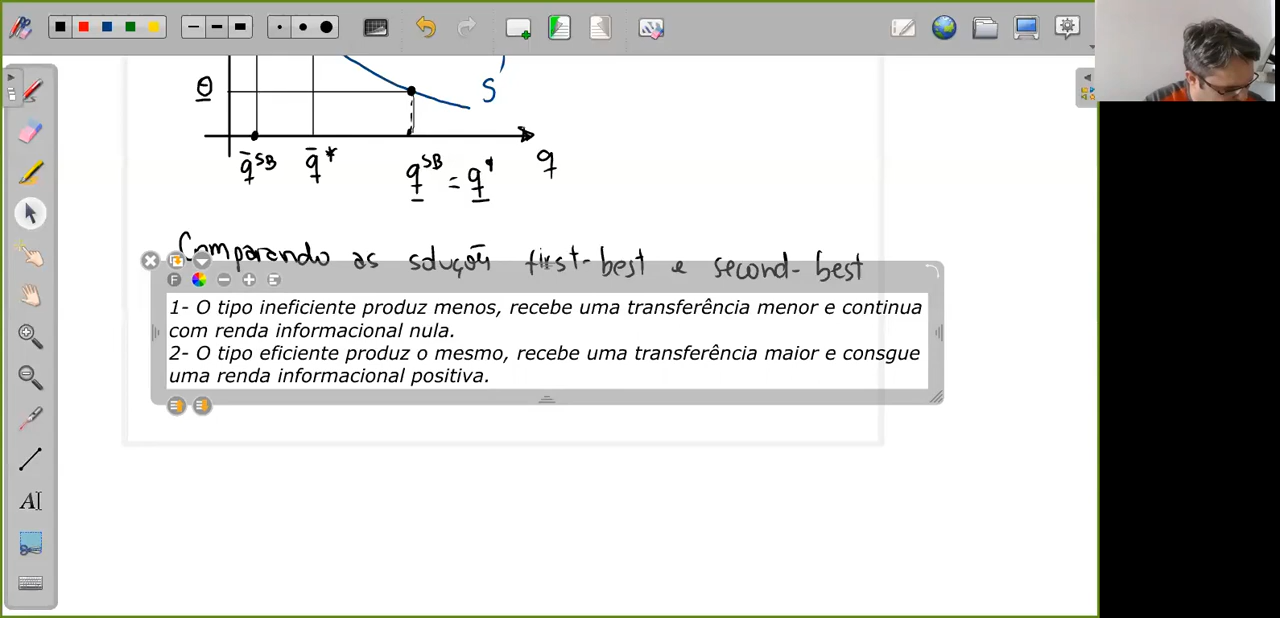 θ
S'
q̄^SB q̄* q^SB = q* q
Comparando as soluções first-best e second-best
1- O tipo ineficiente produz menos, recebe uma transferência menor e continua
com renda informacional nula.
2- O tipo eficiente produz o mesmo, recebe uma transferência maior e consgue
uma renda informacional positiva.